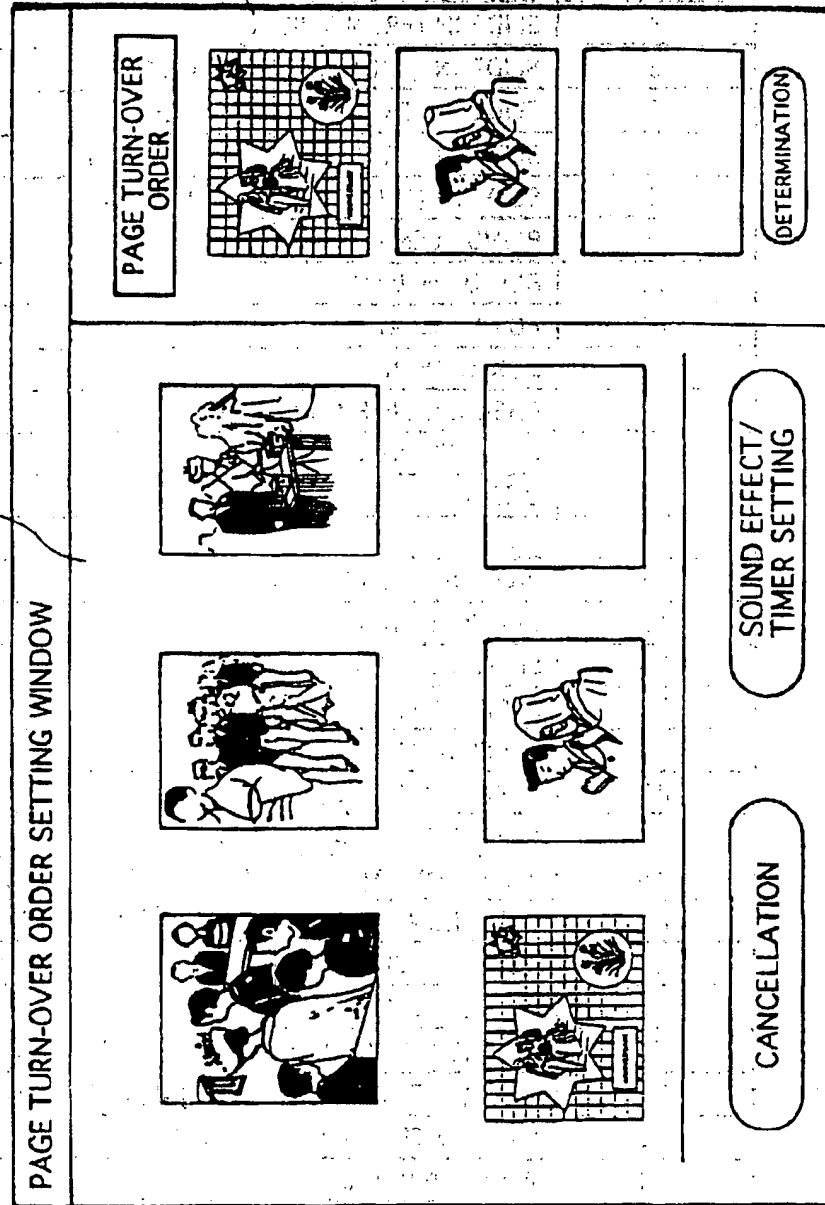 PAGE TURN-OVER ORDER SETTING WINDOW
PAGE TURN-OVER
ORDER
DETERMINATION
CANCELLATION
SOUND EFFECT/
TIMER SETTING